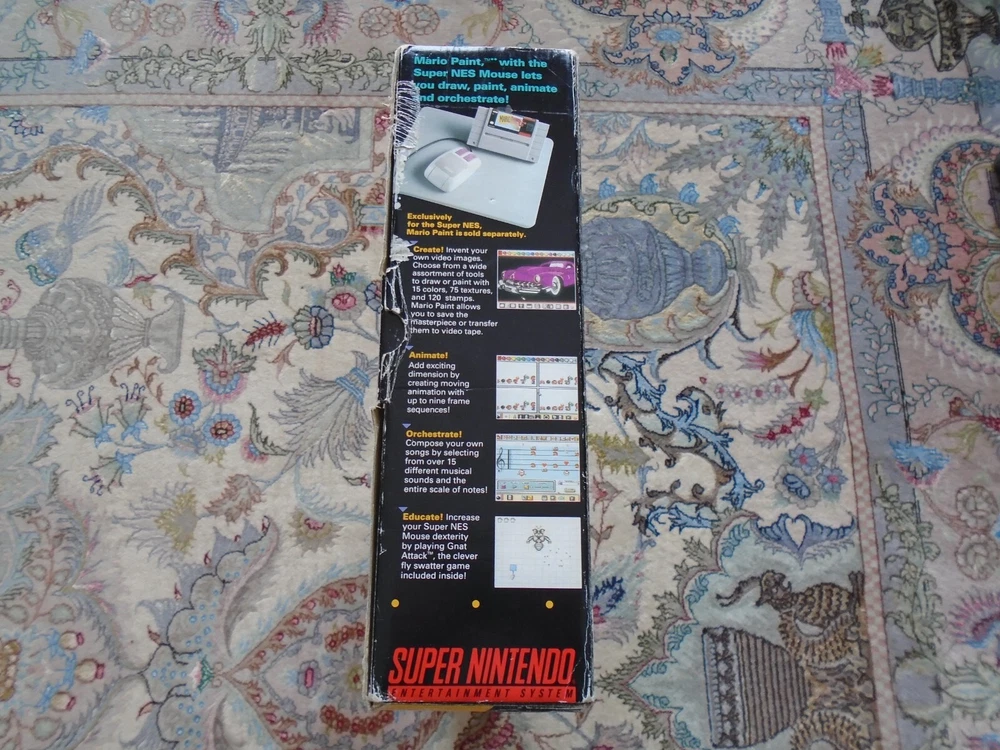 Mario Paint,™* with the
Super NES Mouse lets
you draw, paint, animate
and orchestrate!
Exclusively
for the Super NES,
Mario Paint is sold separately.
Create! Invent your
own video images.
Choose from a wide
assortment of tools
to draw or paint with
15 colors, 75 textures,
and 120 stamps.
Mario Paint allows
you to save the
masterpiece or transfer
them to video tape.
Animate!
Add exciting
dimension by
creating moving
animation with
up to nine frame
sequences!
Orchestrate!
Compose your own
songs by selecting
from over 15
different musical
sounds and the
entire scale of notes!
Educate! Increase
your Super NES
Mouse dexterity
by playing Gnat
Attack™, the clever
fly swatter game
included inside!
SUPER NINTENDO
ENTERTAINMENT SYSTEM